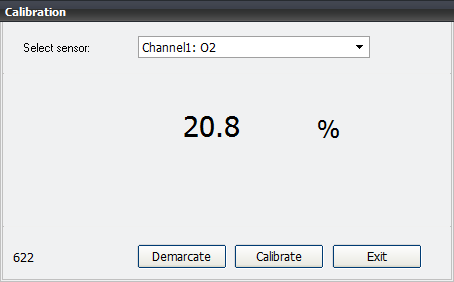 Calibration
Select sensor: Channel1: O2
20.8 %
622 Demarcate Calibrate Exit